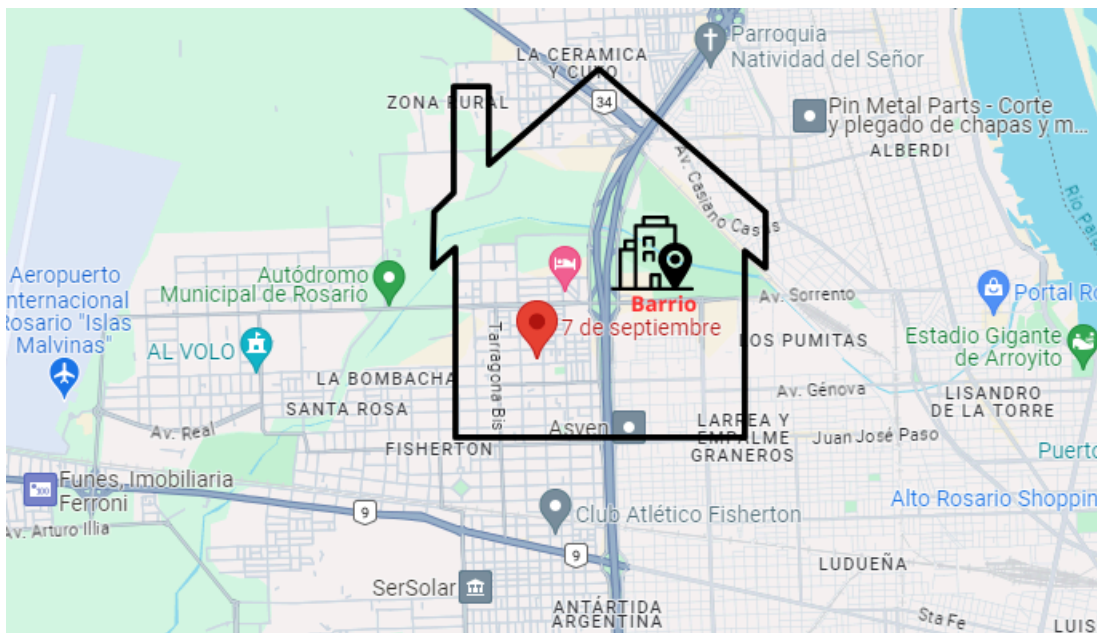 LA CERAMICA
Y CUYO
Parroquia
Natividad del Señor
ZONA RURAL
34
Pin Metal Parts - Corte
y plegado de chapas y m...
ALBERDI
Av. Casiano Casas
Río
Aeropuerto
Internacional
Rosario "Islas
Malvinas"
Autódromo
Municipal de Rosario
Barrio
7 de septiembre
Av. Sorrento
Portal Ro
Estadio Gigante
de Arroyito
LOS PUMITAS
AL VOLO
Tarragona Bis
LA BOMBACHA
SANTA ROSA
Av. Génova
LISANDRO
DE LA TORRE
Av. Real
FISHERTON
Asven
LARREA Y
EMPALME
GRANEROS
Juan José Paso
Puerto
Funes, Imobiliaria
Ferroni
Av. Arturo Illia
9
Club Atlético Fisherton
Alto Rosario Shoppin
9
LUDUEÑA
SerSolar
ANTÁRTIDA
ARGENTINA
Sta Fe
LUIS